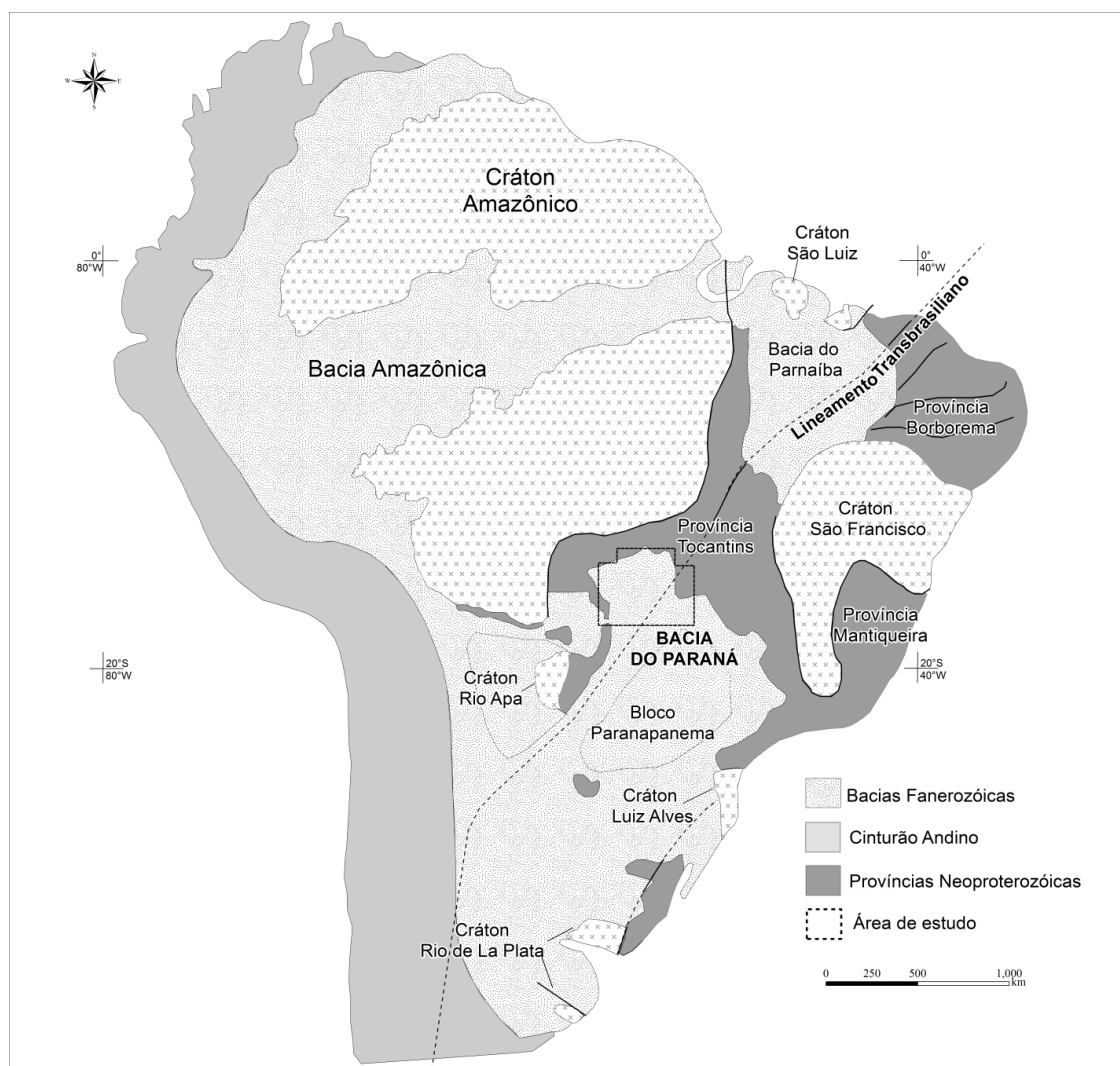 N
W E
S
Cráton
Amazônico
Cráton
São Luiz
0°
80°W
0°
40°W
Lineamento Transbrasiliano
Bacia do
Parnaíba
Bacia Amazônica
Província
Borborema
Cráton
São Francisco
Província
Tocantins
Província
Mantiqueira
BACIA
DO PARANÁ
20°S
80°W
20°S
40°W
Cráton
Rio Apa
Bloco
Paranapanema
Cráton
Luiz Alves
Bacias Fanerozóicas
Cinturão Andino
Províncias Neoproterozóicas
Área de estudo
Cráton
Rio de La Plata
0 250 500 1,000
km